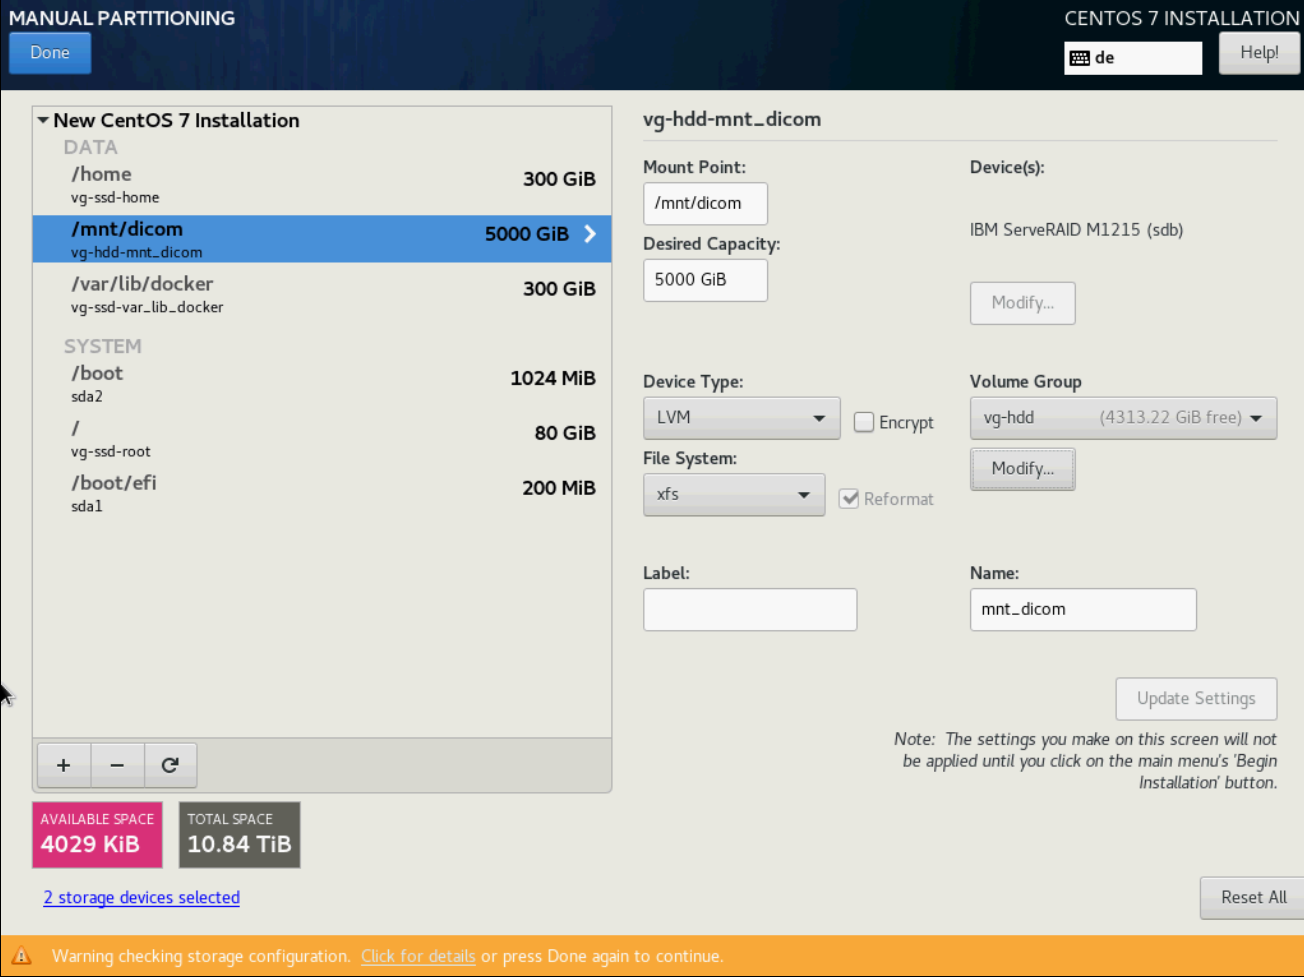 MANUAL PARTITIONING
CENTOS 7 INSTALLATION
Done
de
Help!
New CentOS 7 Installation
DATA
/home
300 GiB
vg-ssd-home
/mnt/dicom
5000 GiB
vg-hdd-mnt_dicom
/var/lib/docker
300 GiB
vg-ssd-var_lib_docker
SYSTEM
/boot
1024 MiB
sda2
/
80 GiB
vg-ssd-root
/boot/efi
200 MiB
sda1
+ −
AVAILABLE SPACE
4029 KiB
TOTAL SPACE
10.84 TiB
2 storage devices selected
vg-hdd-mnt_dicom
Mount Point:
/mnt/dicom
Desired Capacity:
5000 GiB
Device(s):
IBM ServeRAID M1215 (sdb)
Modify...
Device Type:
LVM
Encrypt
File System:
xfs
Reformat
Volume Group
vg-hdd (4313.22 GiB free)
Modify...
Label:
Name:
mnt_dicom
Update Settings
Note: The settings you make on this screen will not
be applied until you click on the main menu's 'Begin
Installation' button.
Reset All
Warning checking storage configuration. Click for details or press Done again to continue.